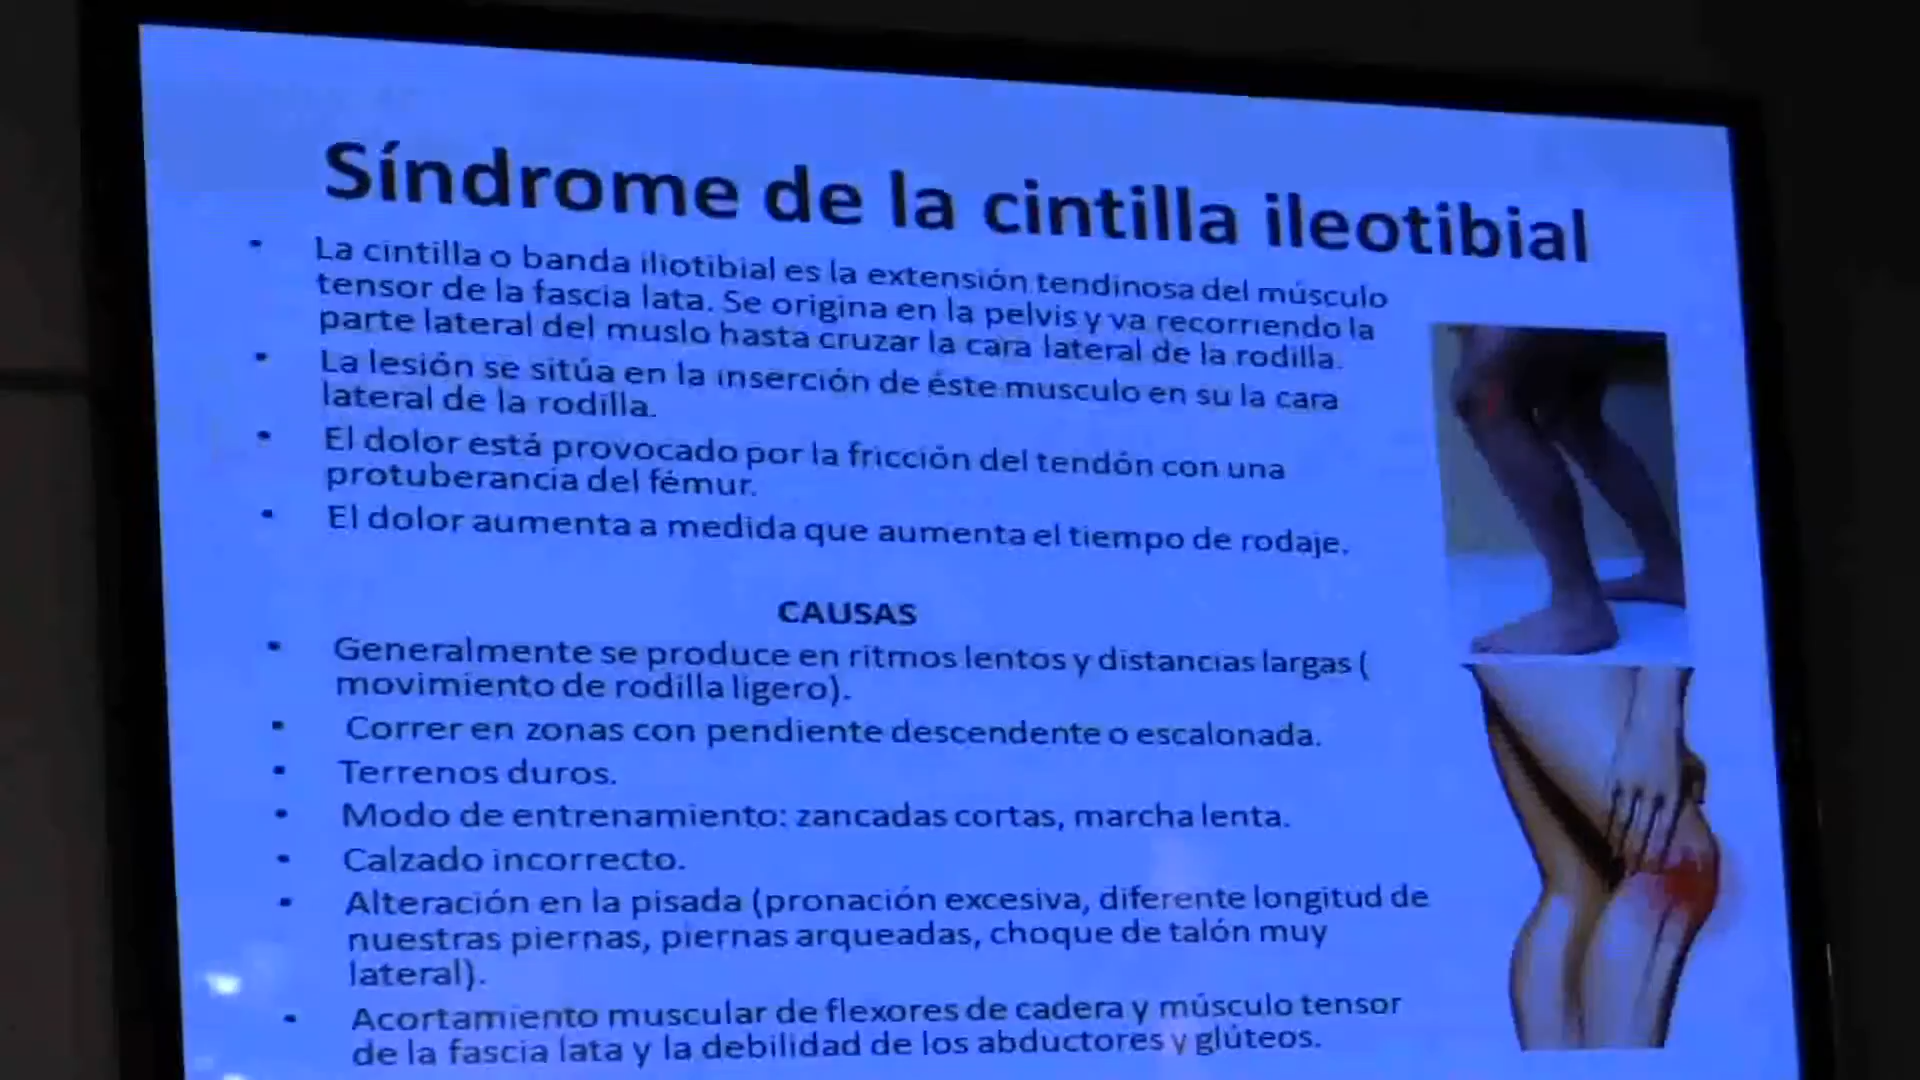 Síndrome de la cintilla ileotibial
• La cintilla o banda iliotibial es la extensión tendinosa del músculo
tensor de la fascia lata. Se origina en la pelvis y va recorriendo la
parte lateral del muslo hasta cruzar la cara lateral de la rodilla.
• La lesión se sitúa en la inserción de éste musculo en su la cara
lateral de la rodilla.
• El dolor está provocado por la fricción del tendón con una
protuberancia del fémur.
• El dolor aumenta a medida que aumenta el tiempo de rodaje.
CAUSAS
• Generalmente se produce en ritmos lentos y distancias largas (
movimiento de rodilla ligero).
• Correr en zonas con pendiente descendente o escalonada.
• Terrenos duros.
• Modo de entrenamiento: zancadas cortas, marcha lenta.
• Calzado incorrecto.
• Alteración en la pisada (pronación excesiva, diferente longitud de
nuestras piernas, piernas arqueadas, choque de talón muy
lateral).
• Acortamiento muscular de flexores de cadera y músculo tensor
de la fascia lata y la debilidad de los abductores y glúteos.